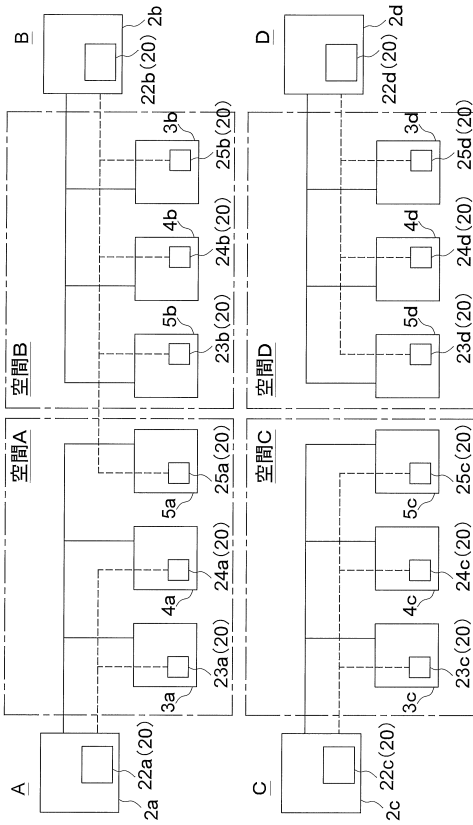 A
空間A
空間B
B
2a
22a(20)
3a
23a(20)
4a
24a(20)
5a
25a(20)
5b
23b(20)
4b
24b(20)
3b
25b(20)
22b(20)
2b
C
空間C
空間D
D
2c
22c(20)
3c
23c(20)
4c
24c(20)
5c
25c(20)
5d
23d(20)
4d
24d(20)
3d
25d(20)
22d(20)
2d